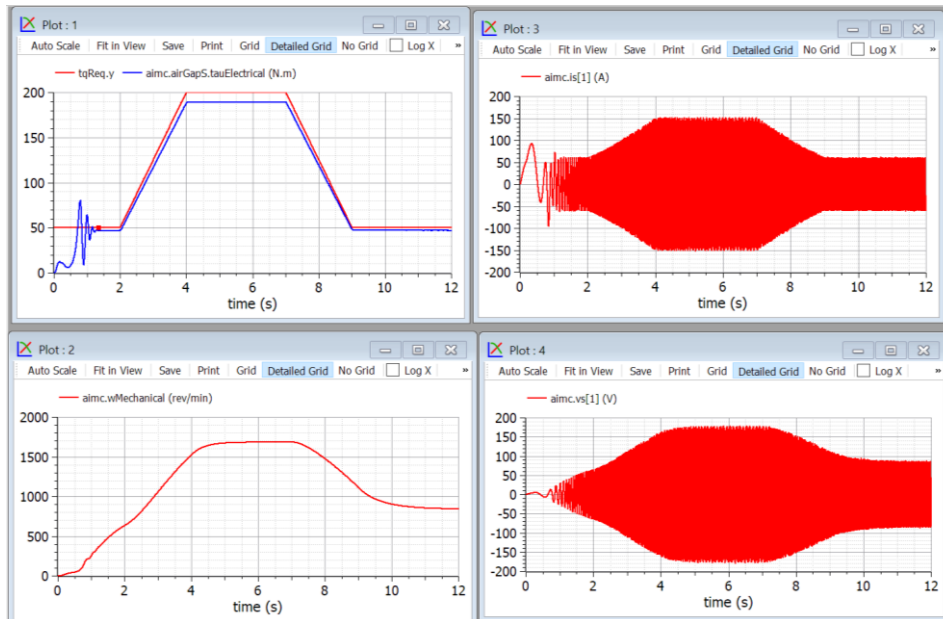 Plot : 1
Auto Scale Fit in View Save Print Grid Detailed Grid No Grid Log X »
tqReq.y aimc.airGapS.tauElectrical (N.m)
200
150
100
50
0
0 2 4 6 8 10 12
time (s)
Plot : 3
Auto Scale Fit in View Save Print Grid Detailed Grid No Grid Log X »
aimc.is[1] (A)
200
150
100
50
0
-50
-100
-150
-200
0 2 4 6 8 10 12
time (s)
Plot : 2
Auto Scale Fit in View Save Print Grid Detailed Grid No Grid Log X »
aimc.wMechanical (rev/min)
2000
1500
1000
500
0
0 2 4 6 8 10 12
time (s)
Plot : 4
Auto Scale Fit in View Save Print Grid Detailed Grid No Grid Log X »
aimc.vs[1] (V)
200
150
100
50
0
-50
-100
-150
-200
0 2 4 6 8 10 12
time (s)